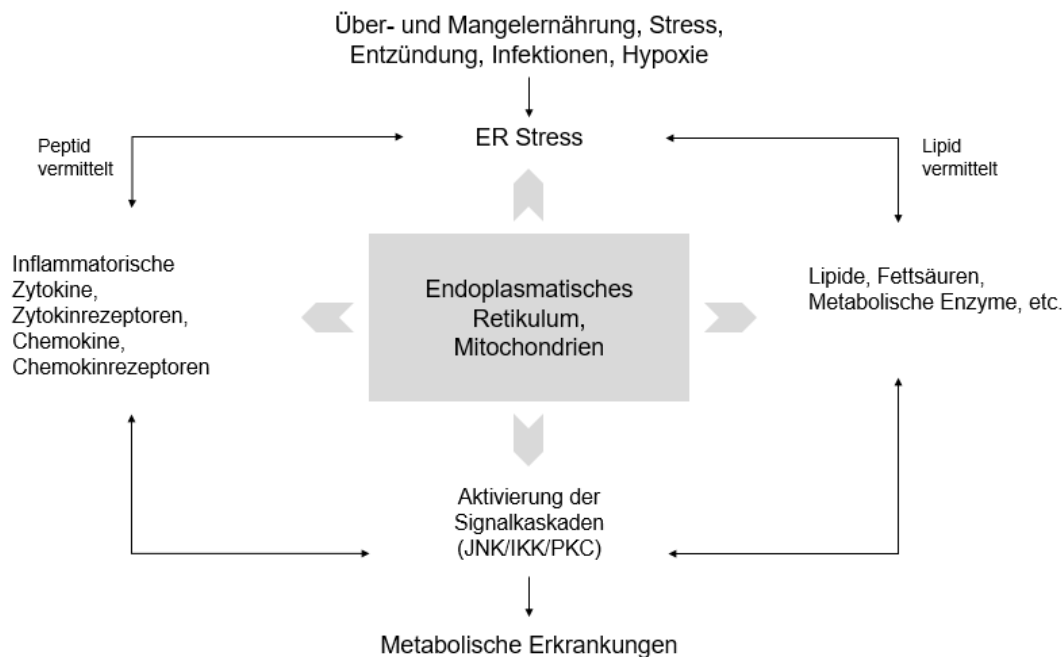 Über- und Mangelernährung, Stress,
Entzündung, Infektionen, Hypoxie
ER Stress
Peptid
vermittelt
Lipid
vermittelt
Inflammatorische
Zytokine,
Zytokinrezeptoren,
Chemokine,
Chemokinrezeptoren
Endoplasmatisches
Retikulum,
Mitochondrien
Lipide, Fettsäuren,
Metabolische Enzyme, etc.
Aktivierung der
Signalkaskaden
(JNK/IKK/PKC)
Metabolische Erkrankungen